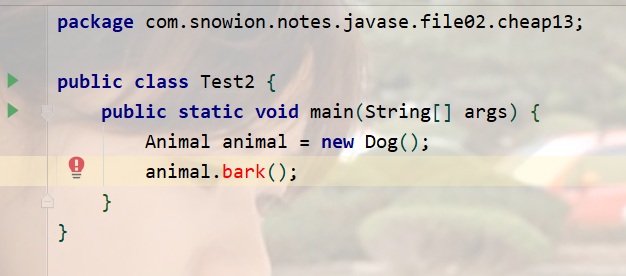 package com.snowion.notes.javase.file02.cheap13;
public class Test2 {
public static void main(String[] args) {
Animal animal = new Dog();
animal.bark();
}
}